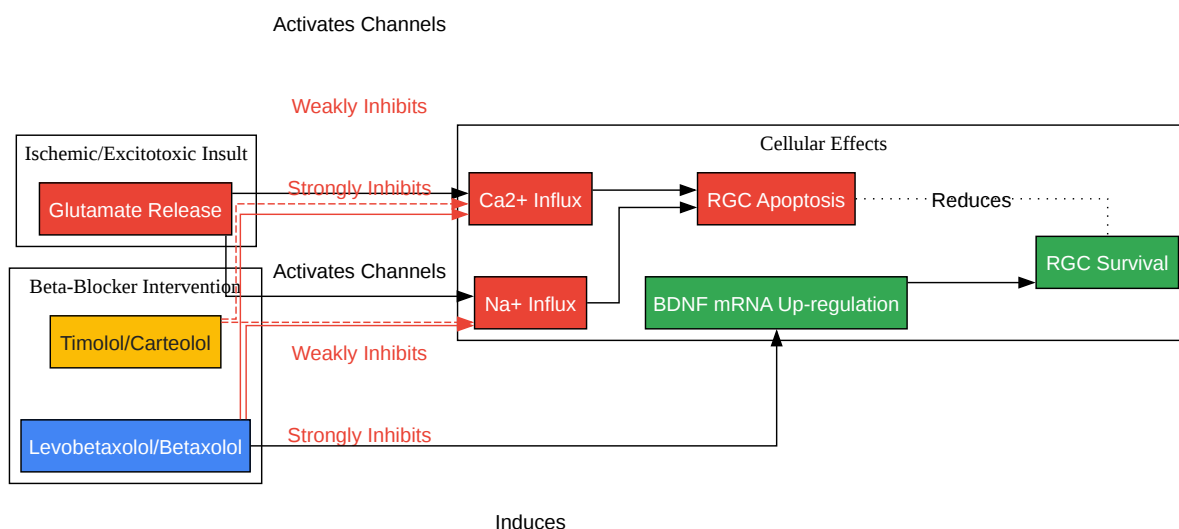 Activates Channels
Weakly Inhibits
Ischemic/Excitotoxic Insult
Cellular Effects
Glutamate Release
Strongly Inhibits
Ca2+ Influx
RGC Apoptosis
Reduces
RGC Survival
Beta-Blocker Intervention
Activates Channels
Na+ Influx
BDNF mRNA Up-regulation
Timolol/Carteolol
Weakly Inhibits
Levobetaxolol/Betaxolol
Strongly Inhibits
Induces